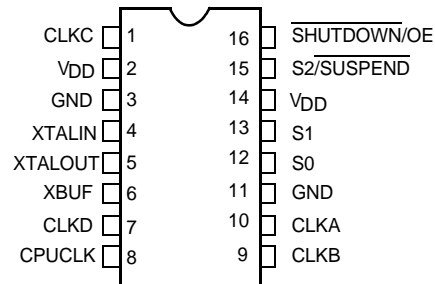 CLKC 1 16 SHUTDOWN/OE
VDD 2 15 S2/SUSPEND
GND 3 14 VDD
XTALIN 4 13 S1
XTALOUT 5 12 S0
XBUF 6 11 GND
CLKD 7 10 CLKA
CPUCLK 8 9 CLKB